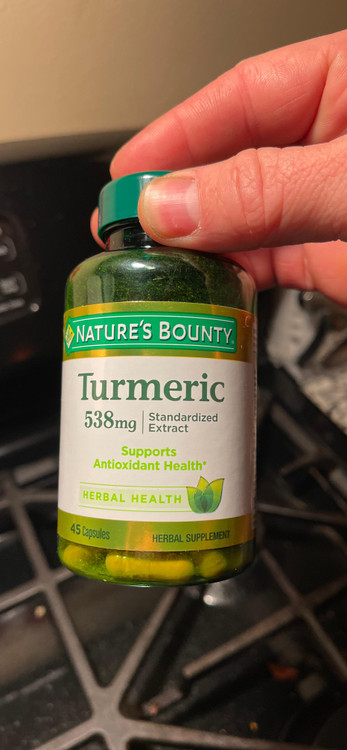 NATURE'S BOUNTY
Turmeric
538mg
Standardized
Extract
Supports
Antioxidant Health*
HERBAL HEALTH
45 Capsules
HERBAL SUPPLEMENT